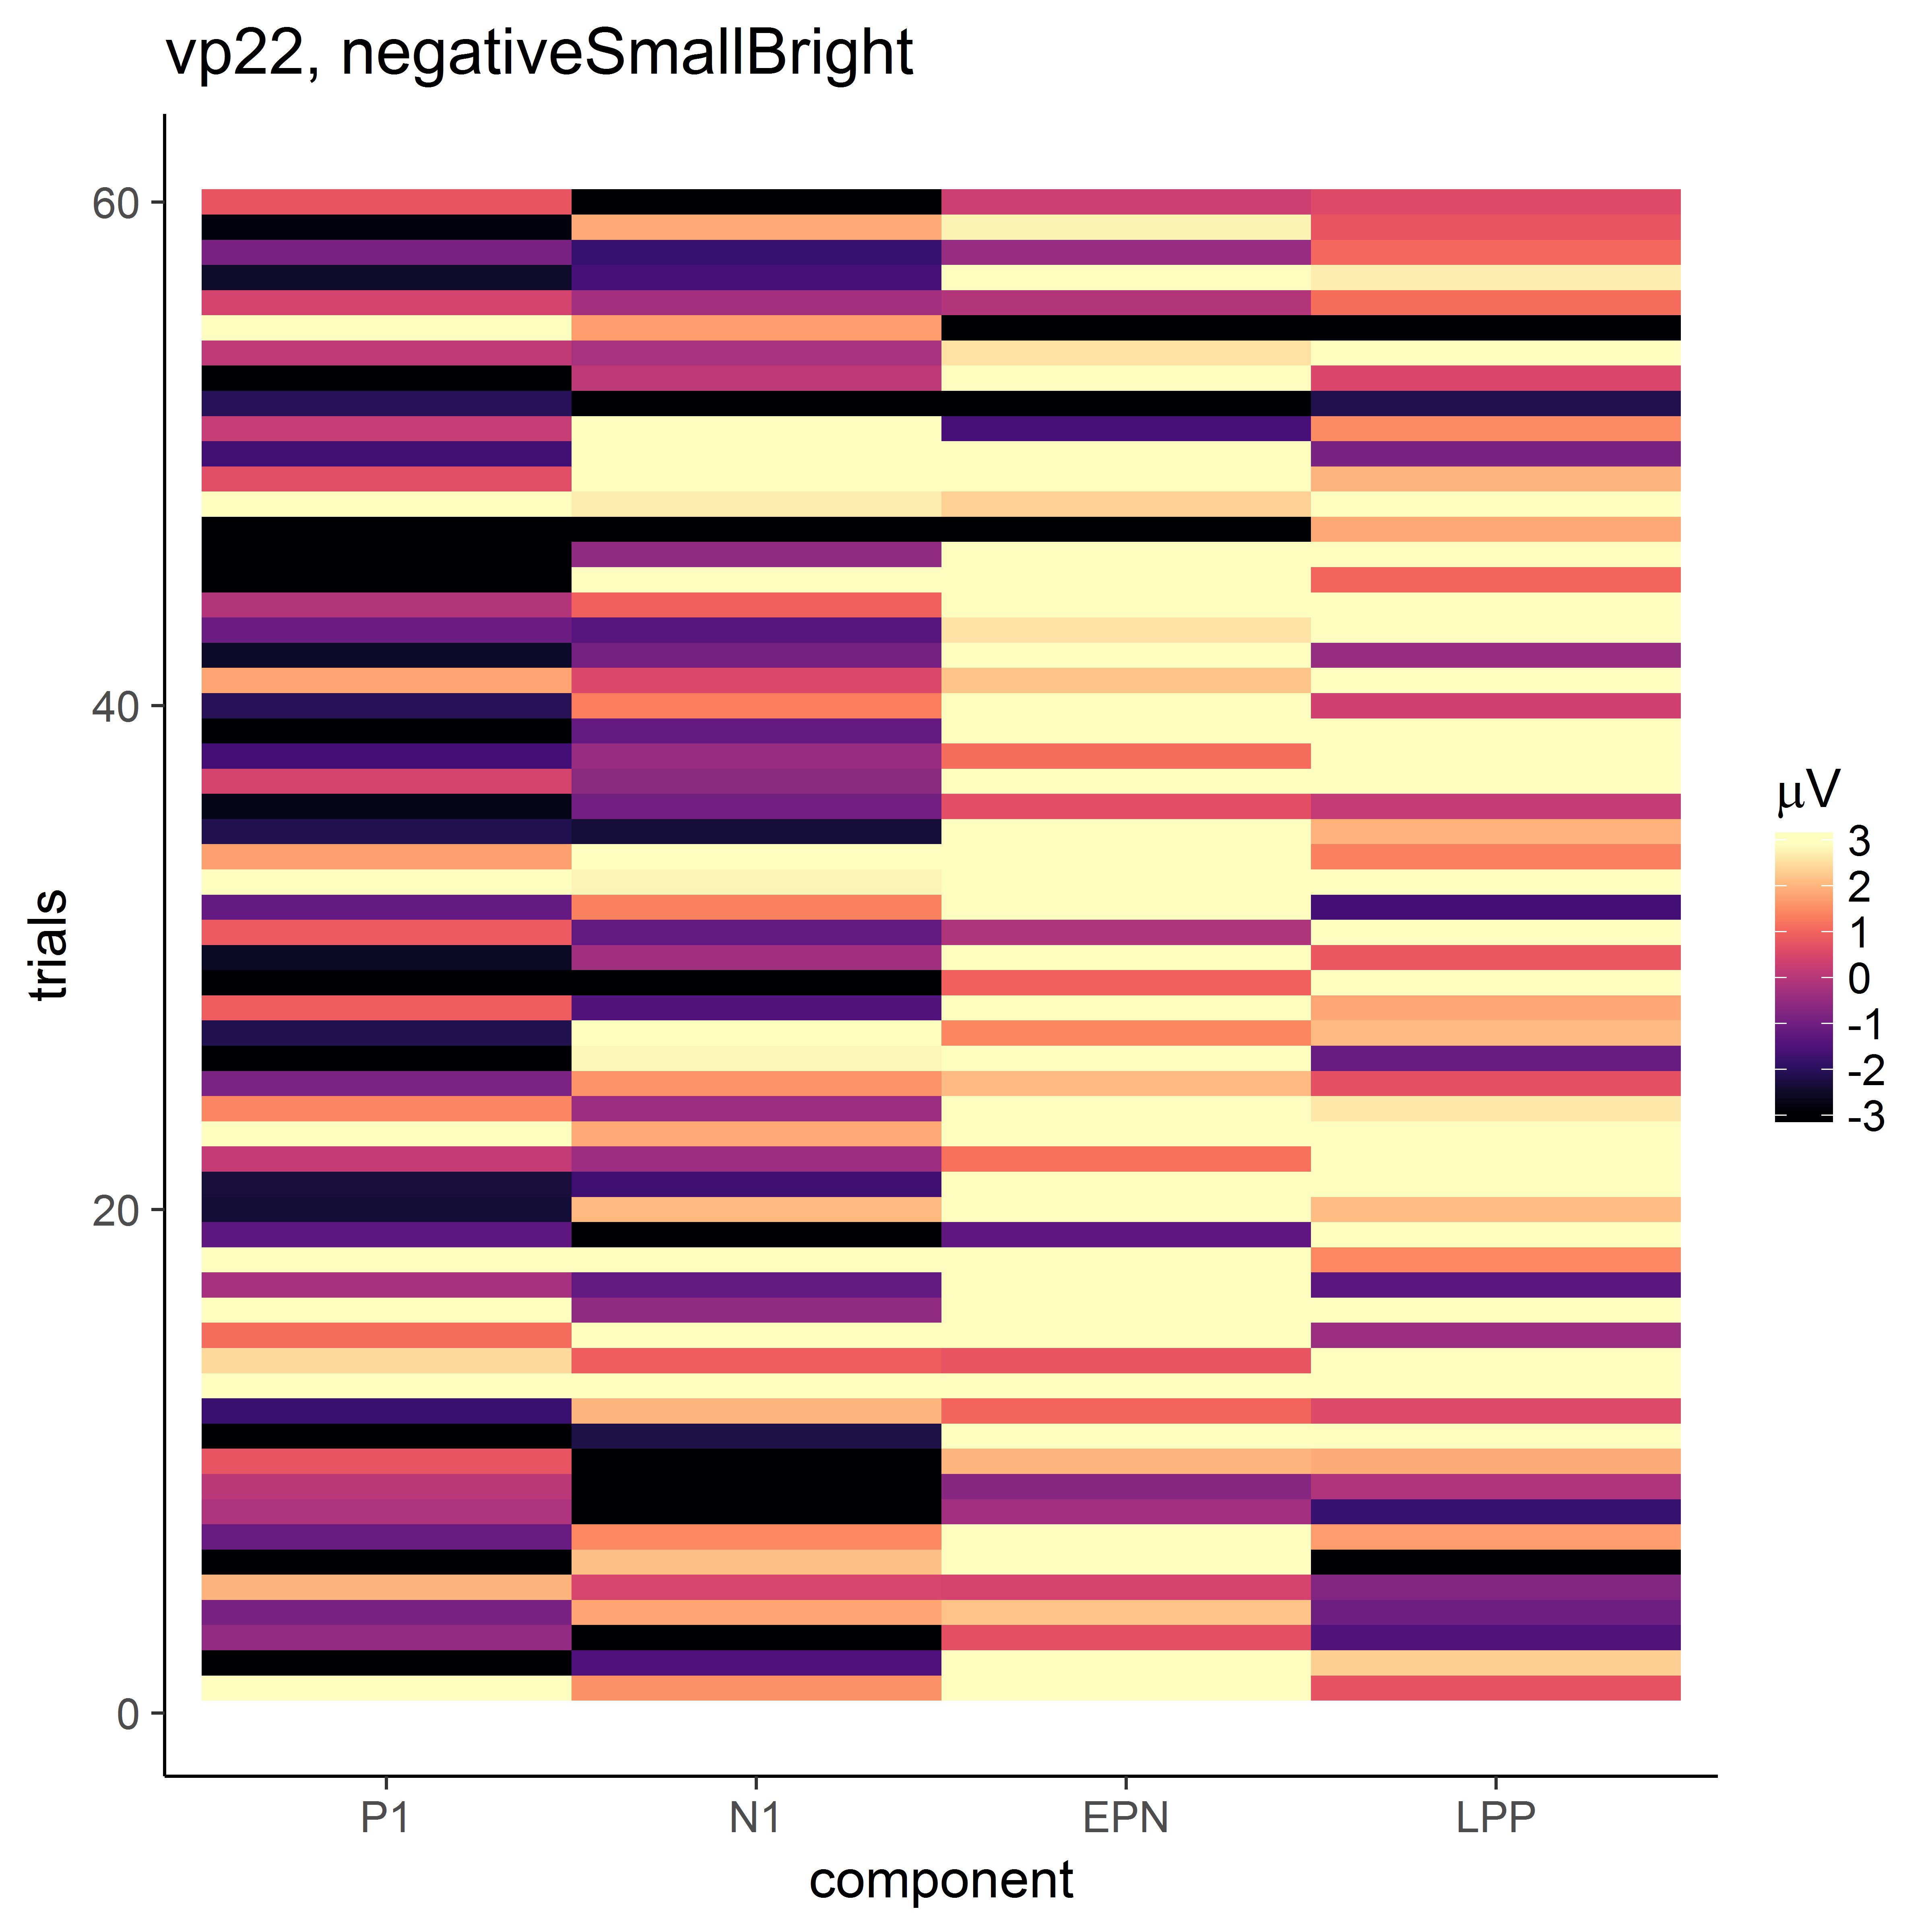 vp22, negativeSmallBright
60
40
20
0
trials
P1 N1 EPN LPP
component
µV
3
2
1
0
-1
-2
-3